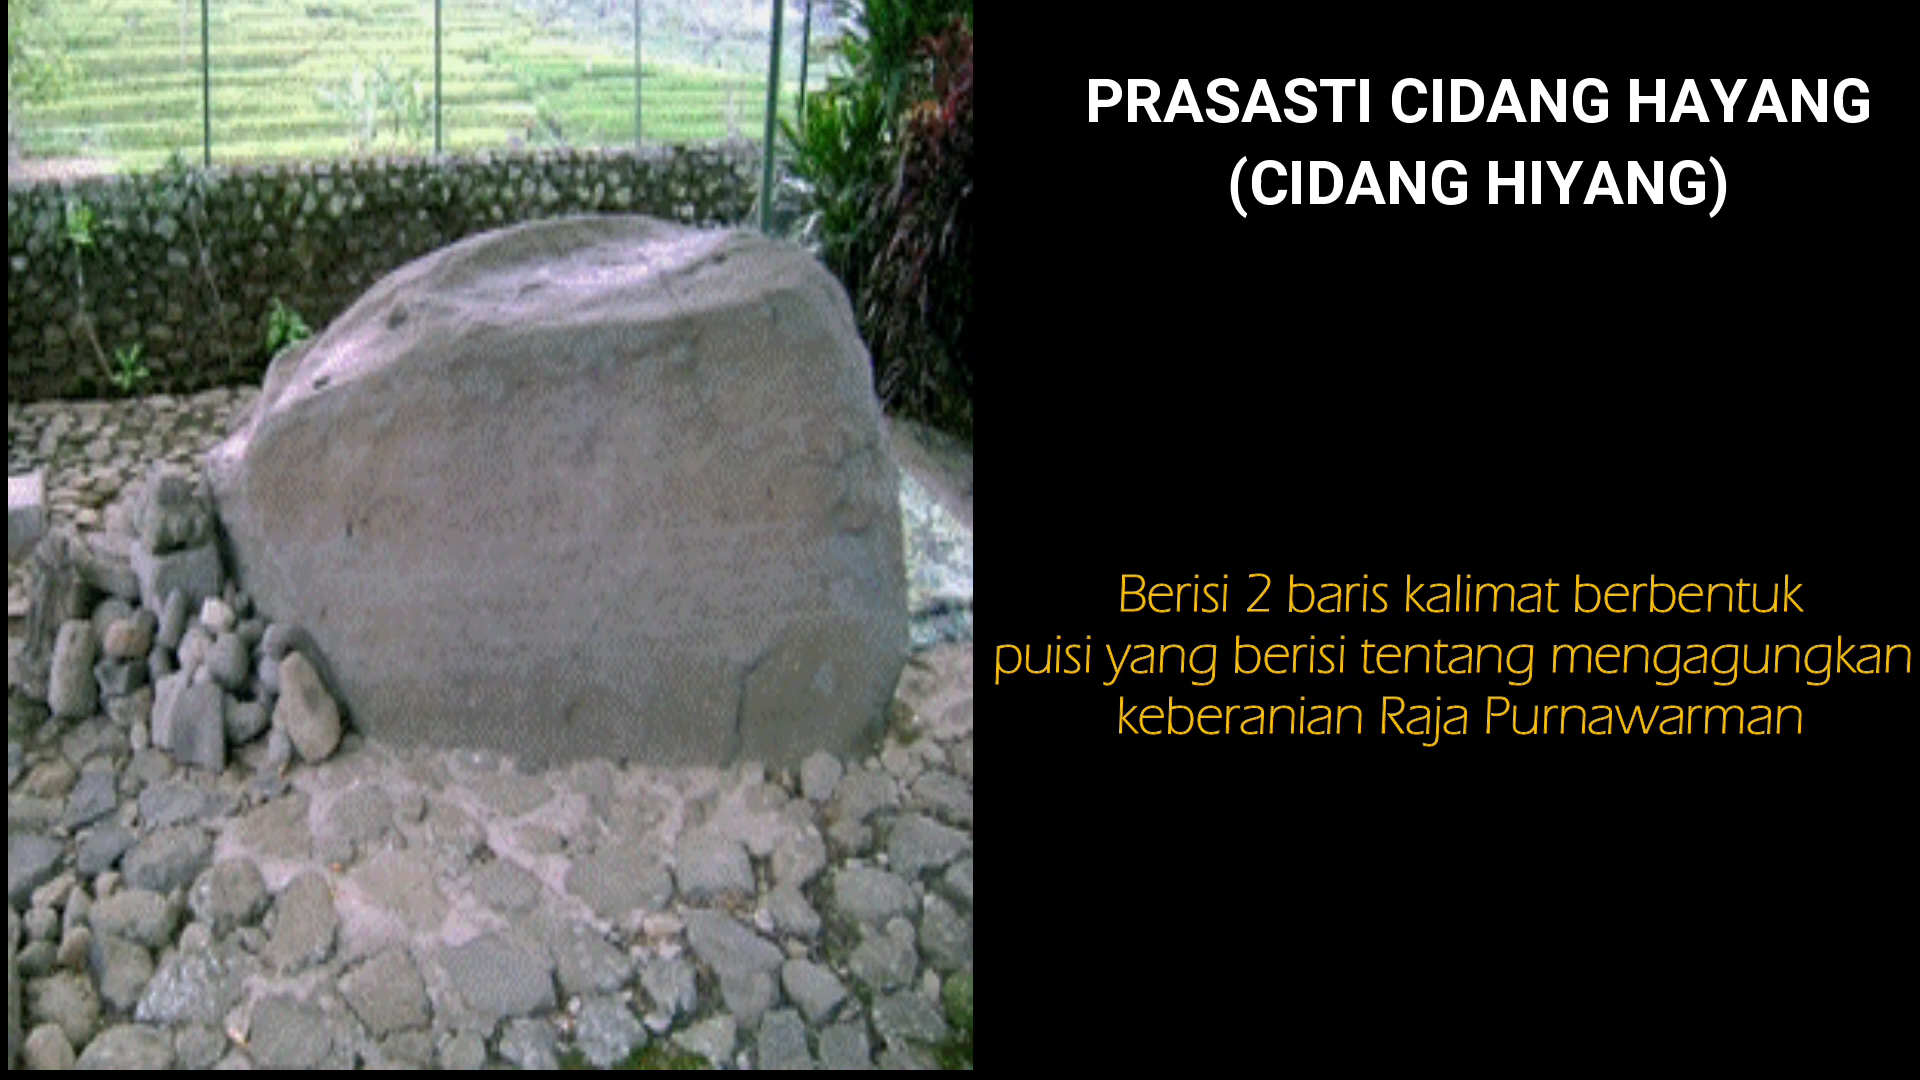 PRASASTI CIDANG HAYANG
(CIDANG HIYANG)
Berisi 2 baris kalimat berbentuk
puisi yang berisi tentang mengagungkan
keberanian Raja Purnawarman